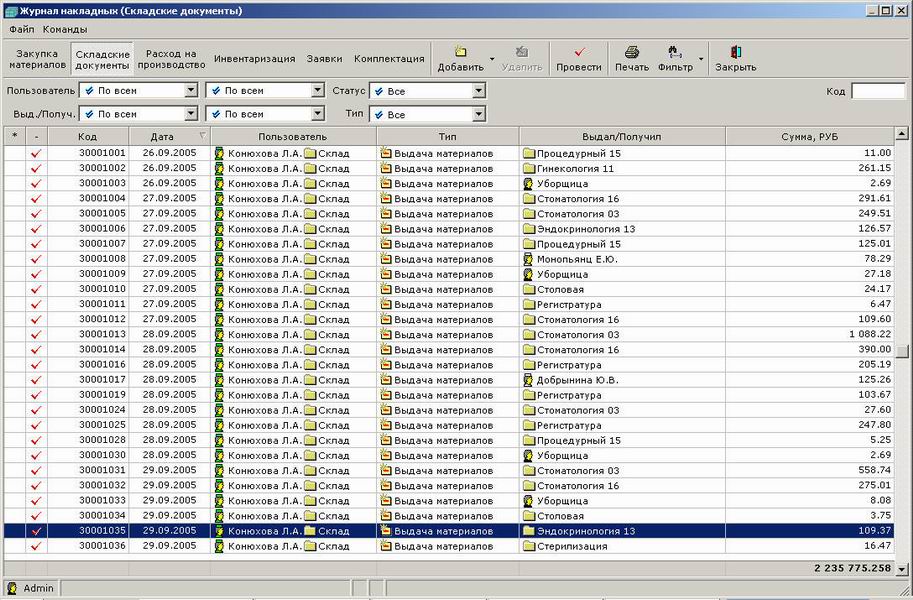 Журнал накладных (Складские документы)
Файл Команды
Закупка материалов Складские документы Расход на производство Инвентаризация Заявки Комплектация Добавить Удалить Провести Печать Фильтр Закрыть
Пользователь По всем По всем Статус Все Код
Выд./Получ. По всем По всем Тип Все
* - Код Дата Пользователь Тип Выдал/Получил Сумма, РУБ
30001001 26.09.2005 Конюхова Л.А. Склад Выдача материалов Процедурный 15 11.00
30001002 26.09.2005 Конюхова Л.А. Склад Выдача материалов Гинекология 11 261.15
30001003 26.09.2005 Конюхова Л.А. Склад Выдача материалов Уборщица 2.69
30001004 27.09.2005 Конюхова Л.А. Склад Выдача материалов Стоматология 16 291.61
30001005 27.09.2005 Конюхова Л.А. Склад Выдача материалов Стоматология 03 249.51
30001006 27.09.2005 Конюхова Л.А. Склад Выдача материалов Эндокринология 13 126.57
30001007 27.09.2005 Конюхова Л.А. Склад Выдача материалов Процедурный 15 125.01
30001008 27.09.2005 Конюхова Л.А. Склад Выдача материалов Монопьянц Е.Ю. 78.29
30001009 27.09.2005 Конюхова Л.А. Склад Выдача материалов Уборщица 27.18
30001010 27.09.2005 Конюхова Л.А. Склад Выдача материалов Столовая 24.17
30001011 27.09.2005 Конюхова Л.А. Склад Выдача материалов Регистратура 6.47
30001012 27.09.2005 Конюхова Л.А. Склад Выдача материалов Стоматология 16 109.60
30001013 28.09.2005 Конюхова Л.А. Склад Выдача материалов Стоматология 03 1 088.22
30001014 28.09.2005 Конюхова Л.А. Склад Выдача материалов Стоматология 16 390.00
30001016 28.09.2005 Конюхова Л.А. Склад Выдача материалов Регистратура 205.19
30001017 28.09.2005 Конюхова Л.А. Склад Выдача материалов Добрынина Ю.В. 125.26
30001019 28.09.2005 Конюхова Л.А. Склад Выдача материалов Регистратура 103.67
30001024 28.09.2005 Конюхова Л.А. Склад Выдача материалов Стоматология 03 27.60
30001025 28.09.2005 Конюхова Л.А. Склад Выдача материалов Регистратура 247.80
30001028 28.09.2005 Конюхова Л.А. Склад Выдача материалов Процедурный 15 5.25
30001030 28.09.2005 Конюхова Л.А. Склад Выдача материалов Уборщица 2.69
30001031 29.09.2005 Конюхова Л.А. Склад Выдача материалов Стоматология 03 558.74
30001032 29.09.2005 Конюхова Л.А. Склад Выдача материалов Стоматология 16 275.01
30001033 29.09.2005 Конюхова Л.А. Склад Выдача материалов Уборщица 8.08
30001034 29.09.2005 Конюхова Л.А. Склад Выдача материалов Столовая 3.75
30001035 29.09.2005 Конюхова Л.А. Склад Выдача материалов Эндокринология 13 109.37
30001036 29.09.2005 Конюхова Л.А. Склад Выдача материалов Стерилизация 16.47
2 235 775.258
Admin